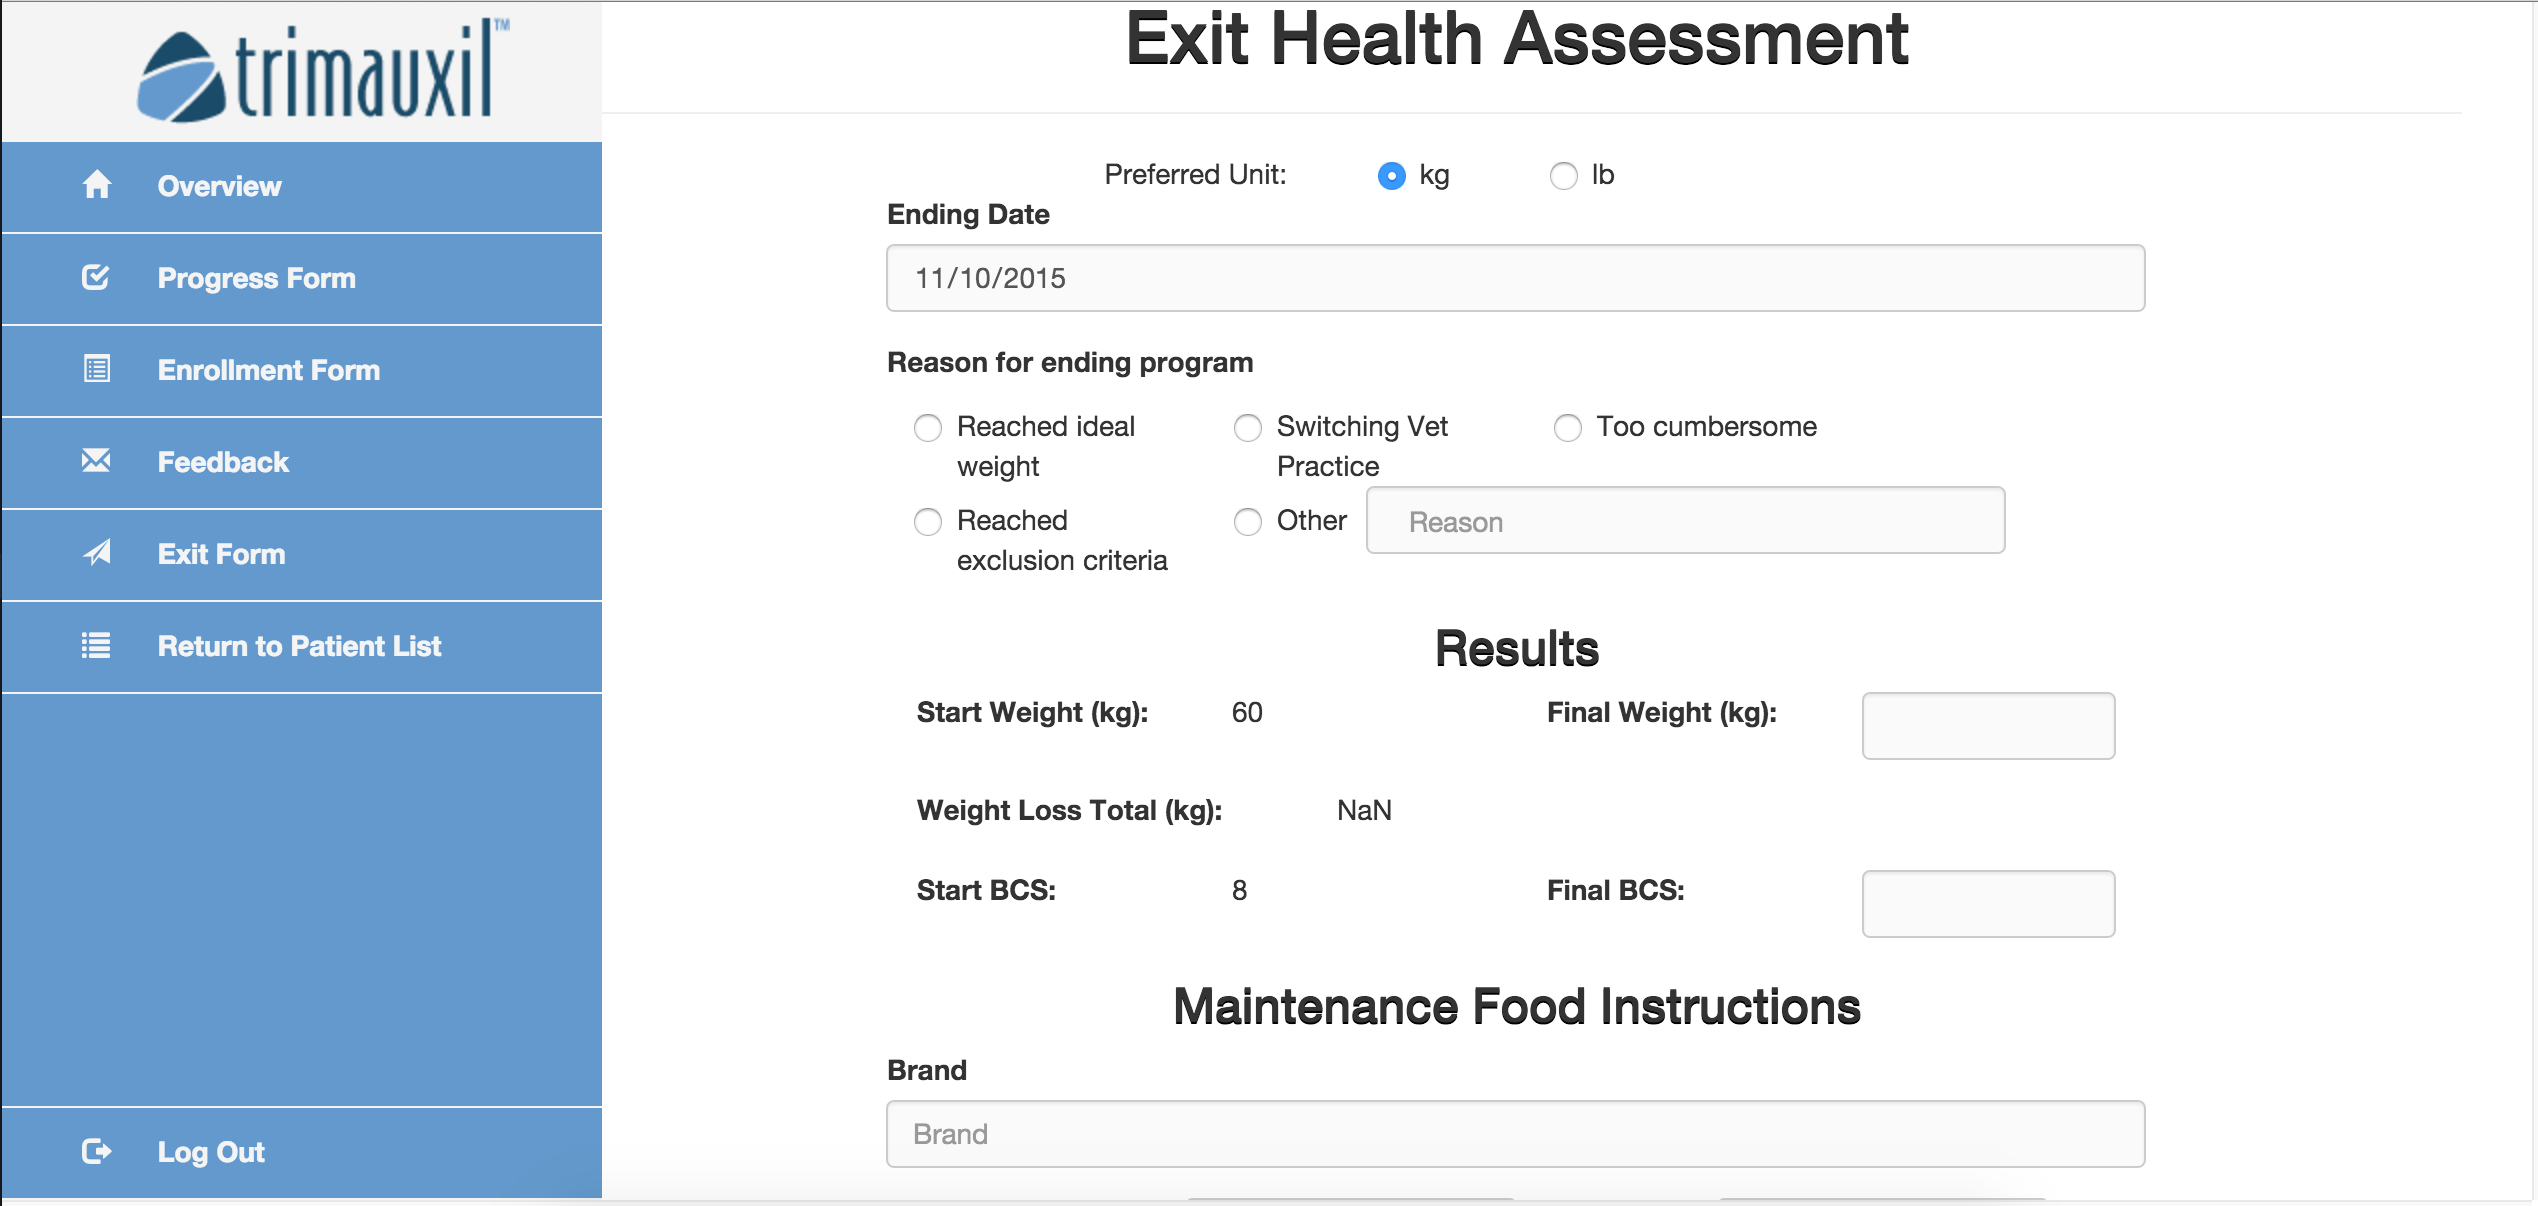 trimauxil™
Overview
Progress Form
Enrollment Form
Feedback
Exit Form
Return to Patient List
Log Out
Exit Health Assessment
Preferred Unit: kg lb
Ending Date
11/10/2015
Reason for ending program
Reached ideal weight
Switching Vet Practice
Too cumbersome
Reached exclusion criteria
Other Reason
Results
Start Weight (kg): 60 Final Weight (kg):
Weight Loss Total (kg): NaN
Start BCS: 8 Final BCS:
Maintenance Food Instructions
Brand
Brand